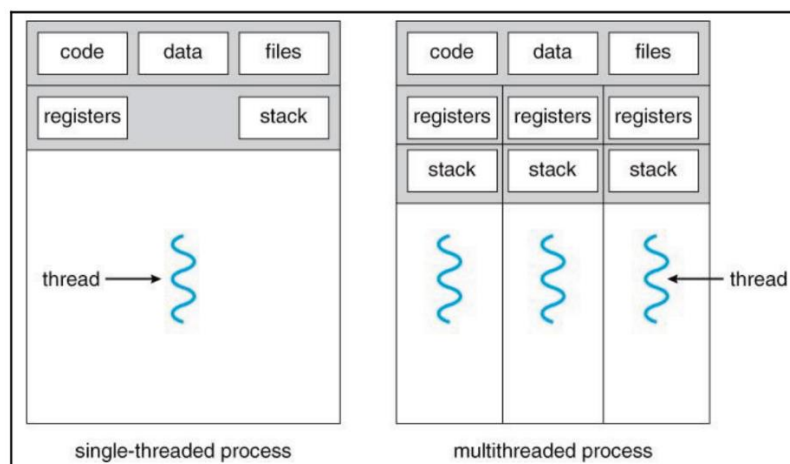 code data files
registers stack
thread
single-threaded process
code data files
registers registers registers
stack stack stack
thread
multithreaded process